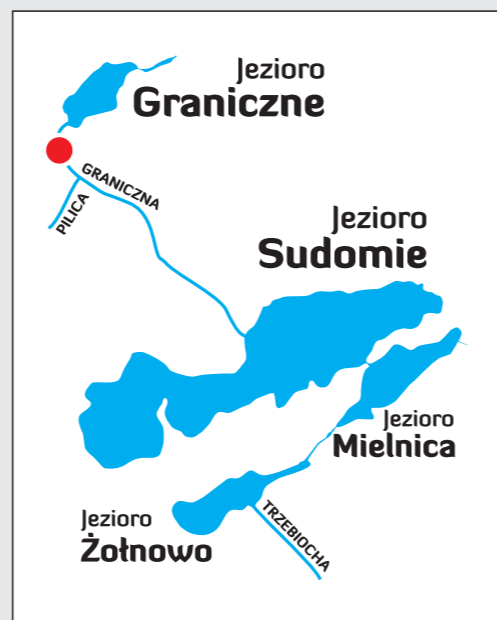 Jezioro
Graniczne
GRANICZNA
PILICA
Jezioro
Sudomie
Jezioro
Mielnica
Jezioro
Żołnowo
TRZEBIOCHA